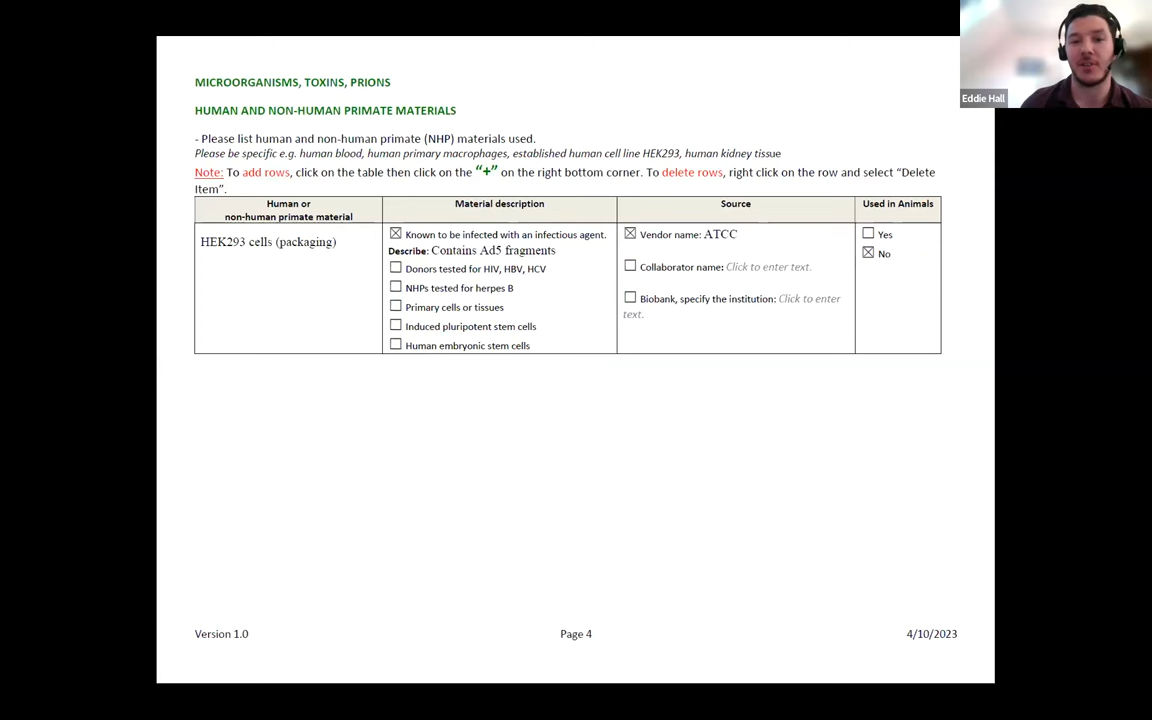 MICROORGANISMS, TOXINS, PRIONS
HUMAN AND NON-HUMAN PRIMATE MATERIALS
- Please list human and non-human primate (NHP) materials used.
Please be specific e.g. human blood, human primary macrophages, established human cell line HEK293, human kidney tissue
Note: To add rows, click on the table then click on the "+" on the right bottom corner. To delete rows, right click on the row and select “Delete
Item”.
Human or
non-human primate material
Material description
Source
Used in Animals
HEK293 cells (packaging)
☒ Known to be infected with an infectious agent.
Describe: Contains Ad5 fragments
☐ Donors tested for HIV, HBV, HCV
☐ NHPs tested for herpes B
☐ Primary cells or tissues
☐ Induced pluripotent stem cells
☐ Human embryonic stem cells
☒ Vendor name: ATCC
☐ Collaborator name: Click to enter text.
☐ Biobank, specify the institution: Click to enter
text.
☐ Yes
☒ No
Version 1.0
Page 4
4/10/2023
Eddie Hall